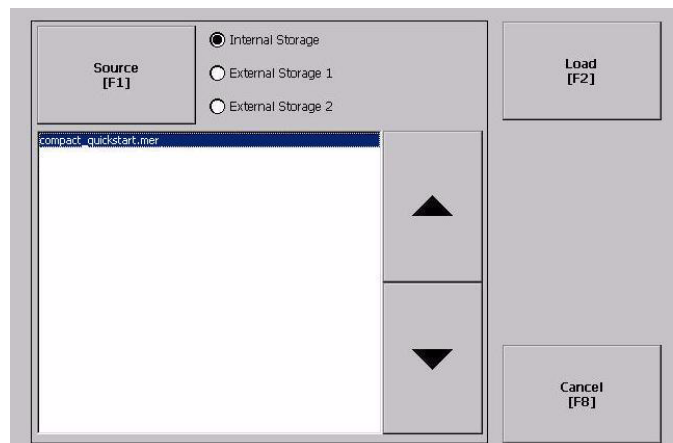 Source
[F1]
Internal Storage
External Storage 1
External Storage 2
Load
[F2]
compact_quickstart.mer
Cancel
[F8]